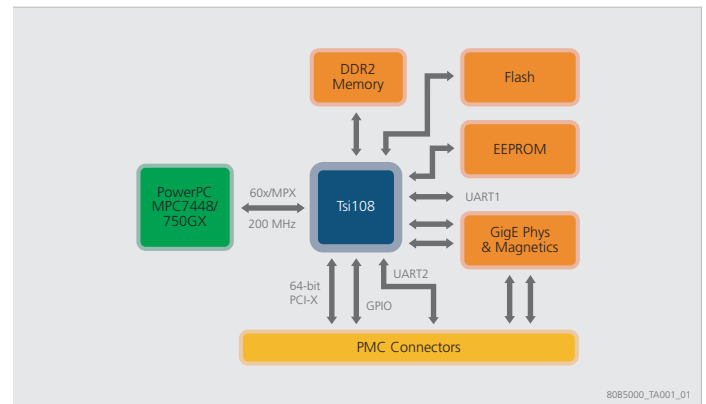 DDR2
Memory
Flash
EEPROM
PowerPC
MPC7448/
750GX
60x/MPX
200 MHz
Tsi108
UART1
GigE Phys
& Magnetics
64-bit
PCI-X
GPIO
UART2
PMC Connectors
80B5000_TA001_01